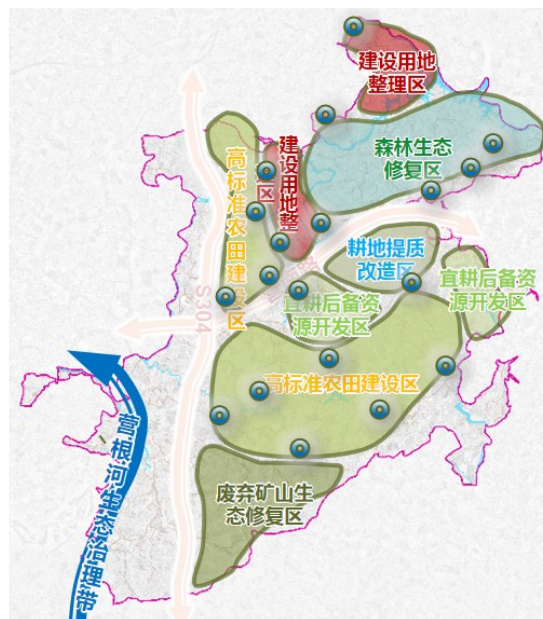 建设用地
整理区
森林生态
修复区
建设用地整
区
高标准农田建设区
耕地提质
改造区
宜耕后备资
源开发区
宜耕后备资
源开发区
S304
高标准农田建设区
废弃矿山生
态修复区
营根河生态治理带